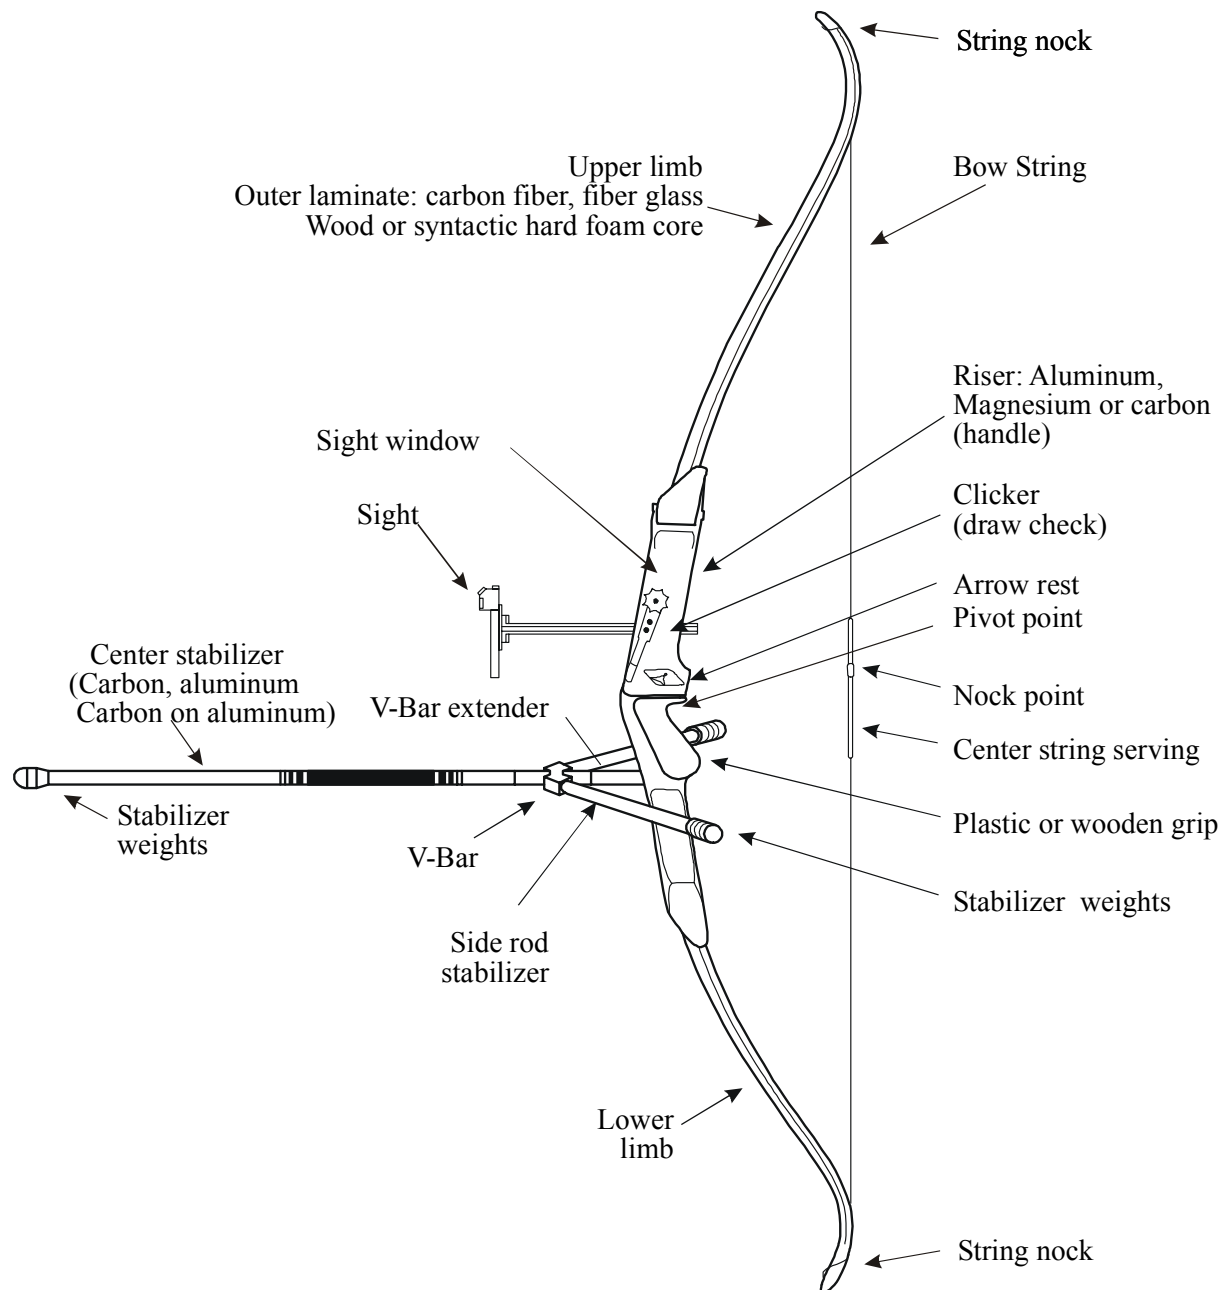 String nock
Upper limb
Outer laminate: carbon fiber, fiber glass
Wood or syntactic hard foam core
Bow String
Riser: Aluminum,
Magnesium or carbon
(handle)
Sight window
Clicker
(draw check)
Sight
Arrow rest
Pivot point
Center stabilizer
(Carbon, aluminum
Carbon on aluminum)
V-Bar extender
Nock point
Center string serving
Stabilizer
weights
V-Bar
Plastic or wooden grip
Stabilizer weights
Side rod
stabilizer
Lower
limb
String nock